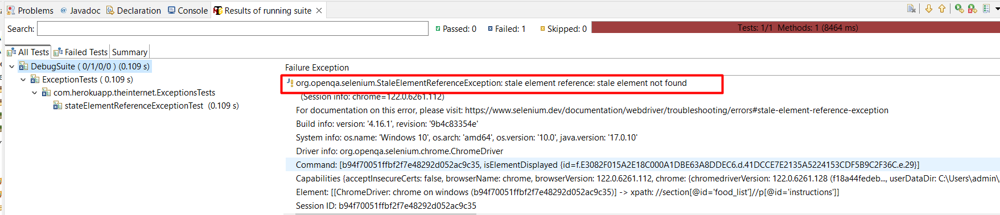 Problems @ Javadoc Declaration Console Results of running suite
Search: Passed: 0 Failed: 1 Skipped: 0 Tests: 1/1 Methods: 1 (8464 ms)
All Tests Failed Tests Summary
DebugSuite ( 0/1/0/0 ) (0.109 s)
ExceptionTests ( 0.109 s)
com.herokuapp.theinternet.ExceptionsTests
stateElementReferenceExceptionTest (0.109 s)
Failure Exception
org.openqa.selenium.StaleElementReferenceException: stale element reference: stale element not found
(Session info: chrome=122.0.6261.112)
For documentation on this error, please visit: https://www.selenium.dev/documentation/webdriver/troubleshooting/errors#stale-element-reference-exception
Build info: version: '4.16.1', revision: '9b4c83354e'
System info: os.name: 'Windows 10', os.arch: 'amd64', os.version: '10.0', java.version: '17.0.10'
Driver info: org.openqa.selenium.chrome.ChromeDriver
Command: [b94f70051ffbf2f7e48292d052ac9c35, isElementDisplayed {id=f.E3082F015A2E18C000A1DBE63A8DDEC6.d.41DCCE7E2135A5224153CDF5B9C2F36C.e.29}]
Capabilities {acceptInsecureCerts: false, browserName: chrome, browserVersion: 122.0.6261.112, chrome: {chromedriverVersion: 122.0.6261.128 (f18a44fedeb..., userDataDir: C:\Users\admin\
Element: [[ChromeDriver: chrome on windows (b94f70051ffbf2f7e48292d052ac9c35)] -> xpath: //section[@id='food_list']//p[@id='instructions']]
Session ID: b94f70051ffbf2f7e48292d052ac9c35